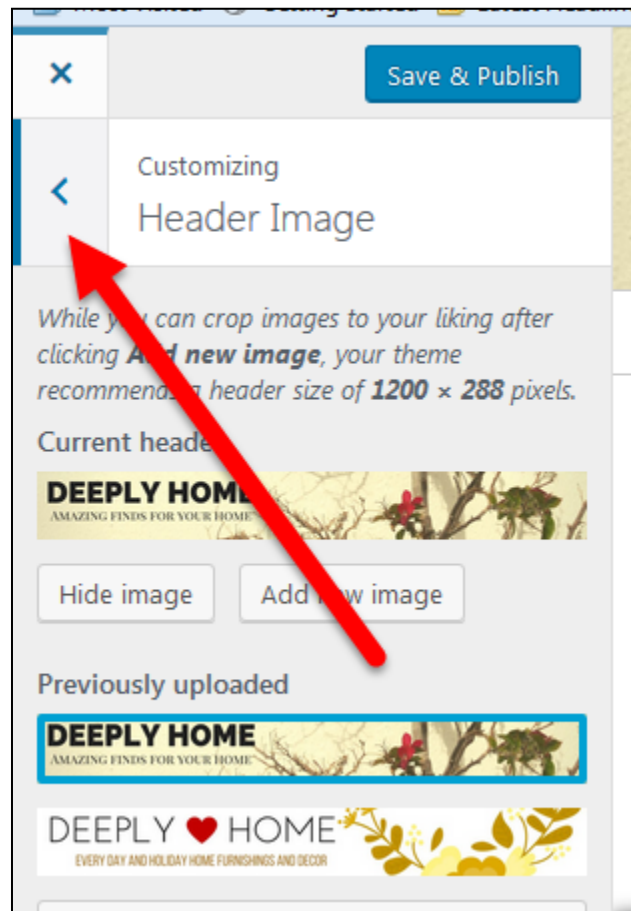 Save & Publish
Customizing
Header Image
While you can crop images to your liking after
clicking Add new image, your theme
recommends a header size of 1200 × 288 pixels.
Current header
DEEPLY HOME
AMAZING FINDS FOR YOUR HOME
Hide image
Add new image
Previously uploaded
DEEPLY HOME
AMAZING FINDS FOR YOUR HOME
DEEPLY HOME
EVERY DAY AND HOLIDAY HOME FURNISHINGS AND DECOR